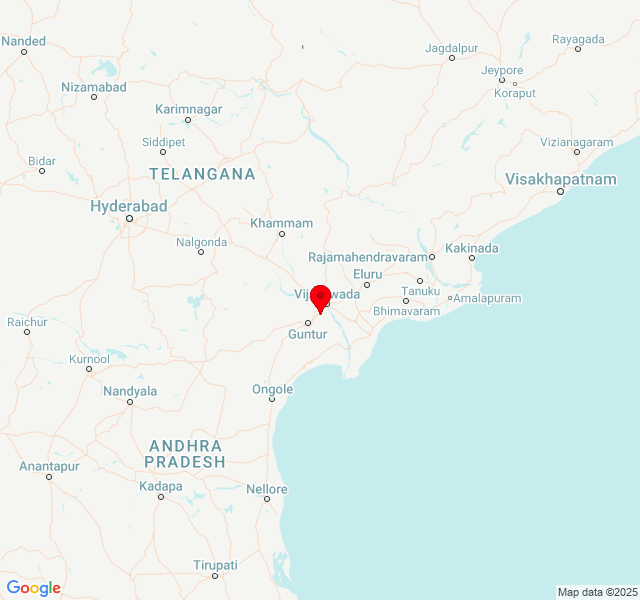 Nanded
Jagdalpur
Rayagada
Jeypore
Koraput
Nizamabad
Karimnagar
Siddipet
Vizianagaram
Bidar
TELANGANA
Visakhapatnam
Hyderabad
Khammam
Nalgonda
Rajamahendravaram
Kakinada
Eluru
Tanuku
Amalapuram
Bhimavaram
Raichur
Guntur
Kurnool
Nandyala
Ongole
ANDHRA
PRADESH
Anantapur
Kadapa
Nellore
Tirupati
Google
Map data ©2025